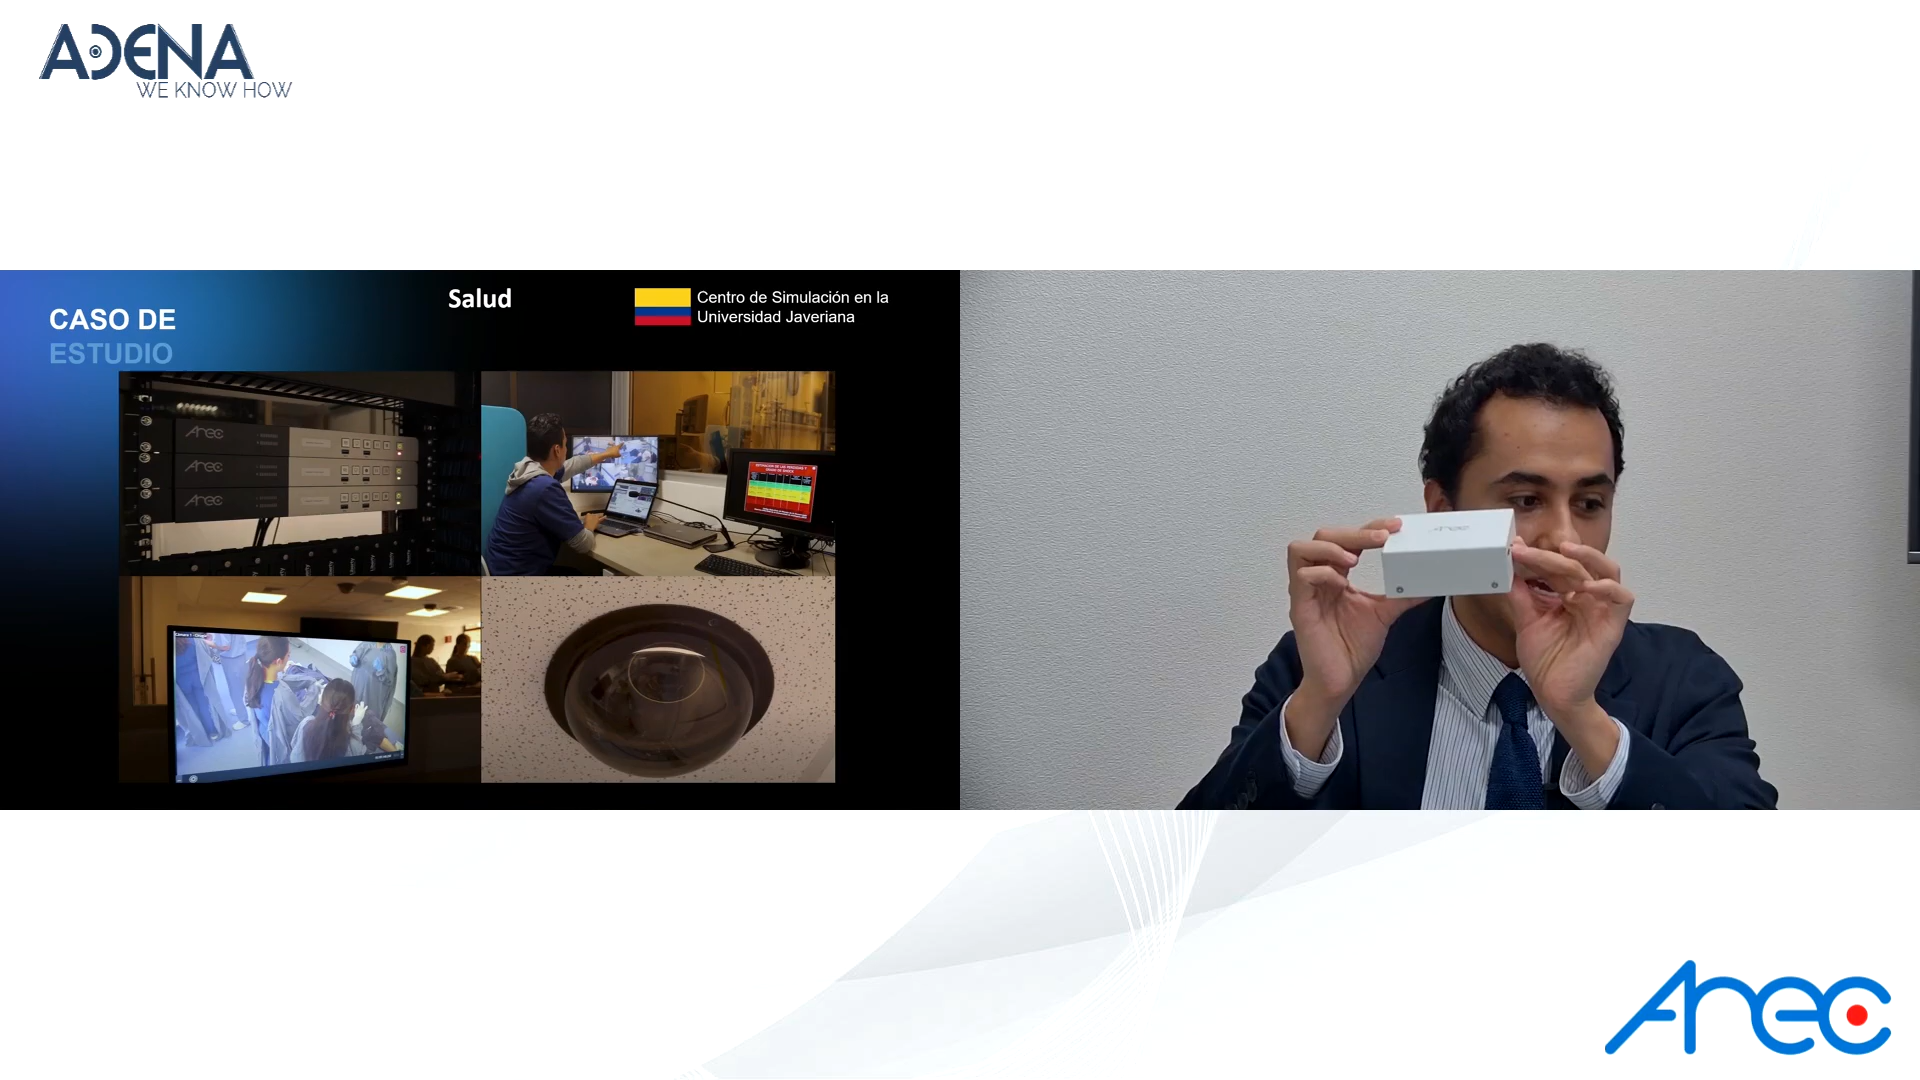 ADENA
WE KNOW HOW
CASO DE
ESTUDIO
Salud
Centro de Simulación en la
Universidad Javeriana
Arec
Arec
Arec
Arec
Arec